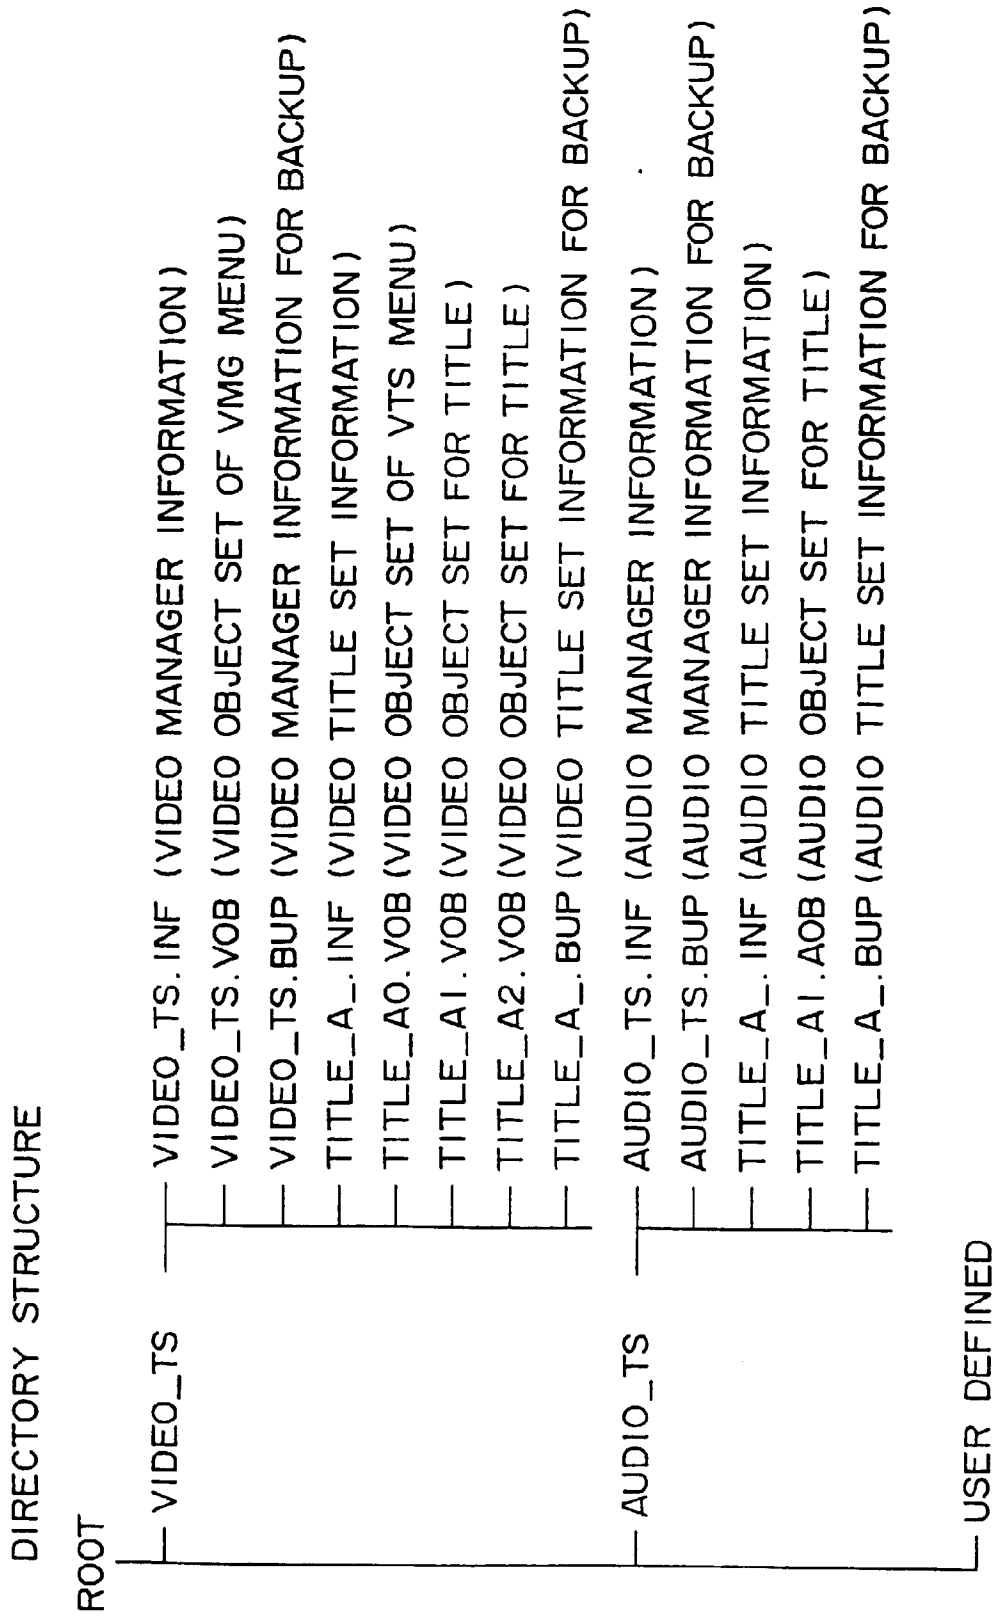 DIRECTORY STRUCTURE
ROOT
VIDEO_TS
VIDEO_TS.INF (VIDEO MANAGER INFORMATION)
VIDEO_TS.VOB (VIDEO OBJECT SET OF VMG MENU)
VIDEO_TS.BUP (VIDEO MANAGER INFORMATION FOR BACKUP)
TITLE_A_.INF (VIDEO TITLE SET INFORMATION)
TITLE_A0.VOB (VIDEO OBJECT SET OF VTS MENU)
TITLE_A1.VOB (VIDEO OBJECT SET FOR TITLE)
TITLE_A2.VOB (VIDEO OBJECT SET FOR TITLE)
TITLE_A_.BUP (VIDEO TITLE SET INFORMATION FOR BACKUP)
AUDIO_TS
AUDIO_TS.INF (AUDIO MANAGER INFORMATION)
AUDIO_TS.BUP (AUDIO MANAGER INFORMATION FOR BACKUP)
TITLE_A_.INF (AUDIO TITLE SET INFORMATION)
TITLE_A1.AOB (AUDIO OBJECT SET FOR TITLE)
TITLE_A_.BUP (AUDIO TITLE SET INFORMATION FOR BACKUP)
USER DEFINED